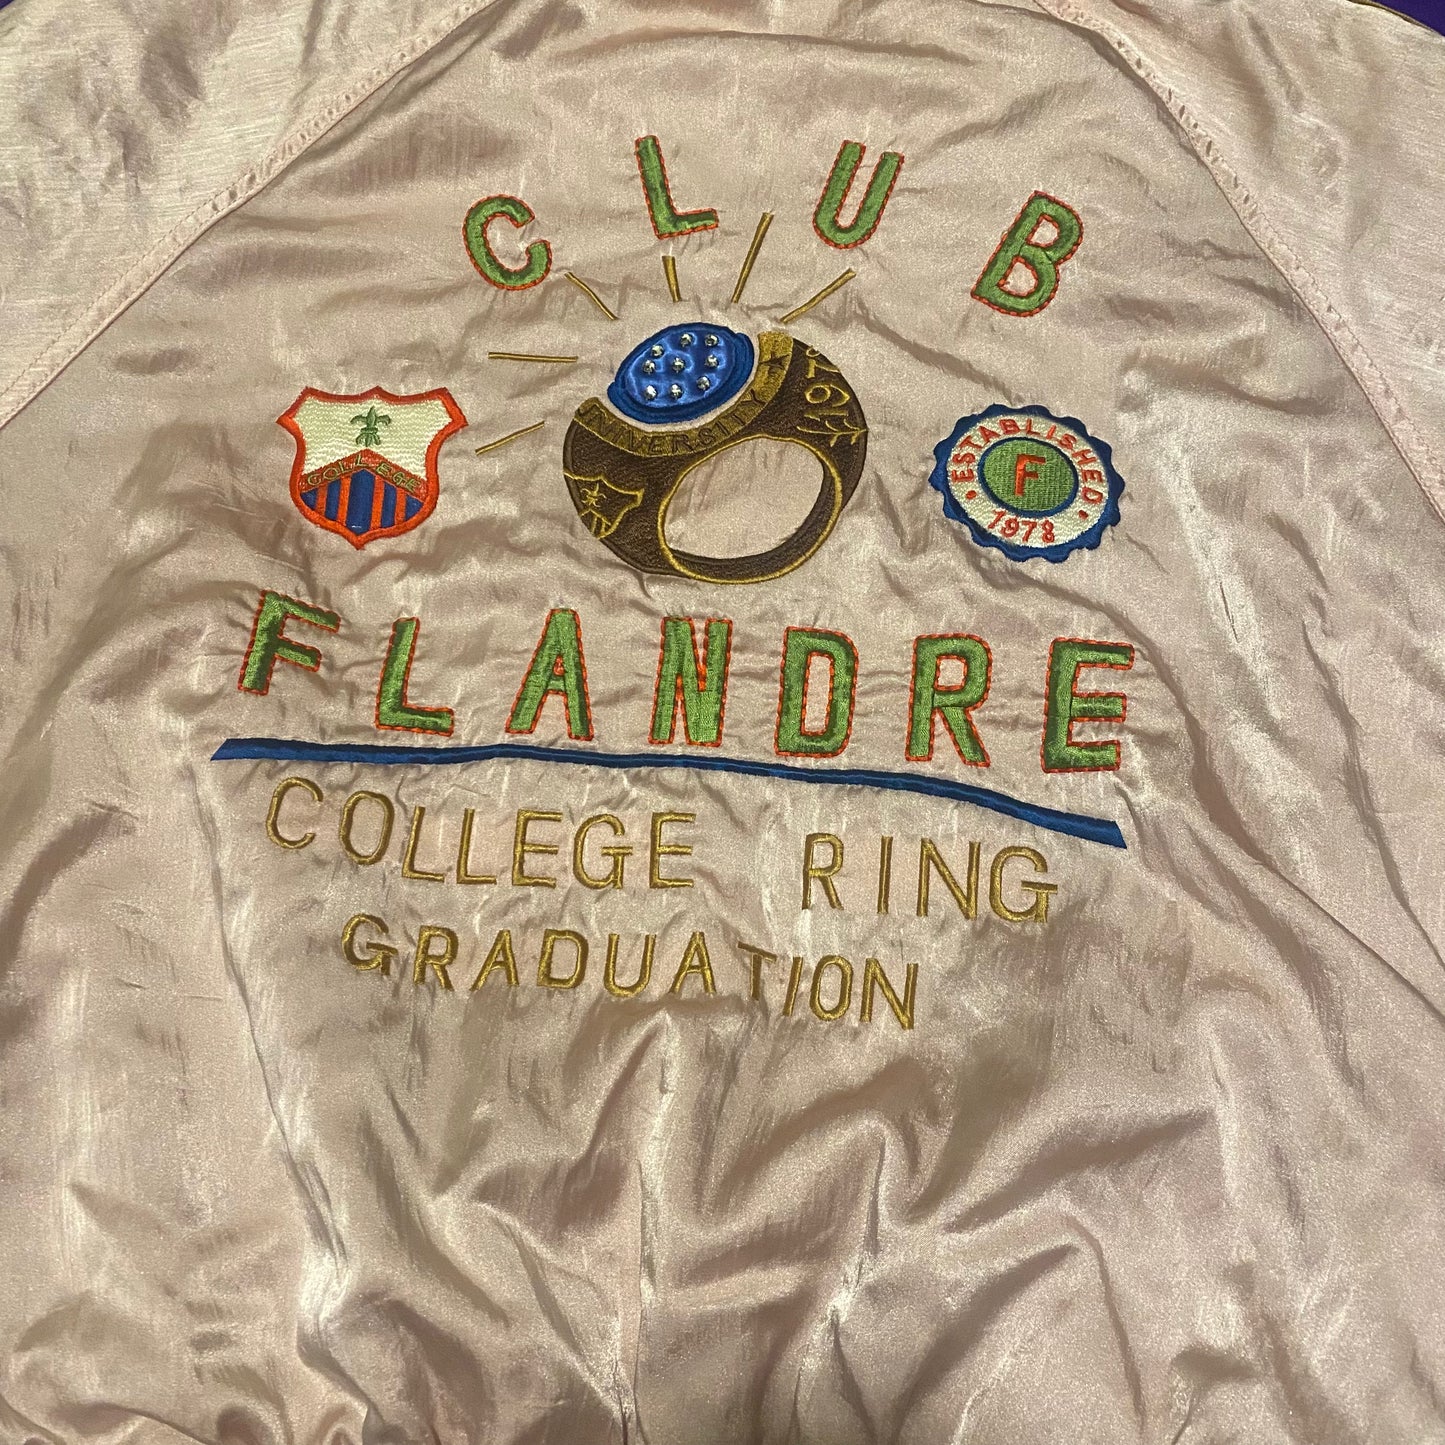 CLUB
UNIVERSITY
COLLEGE
• ESTABLISHED •
F
1978
FLANDRE
COLLEGE RING
GRADUATION